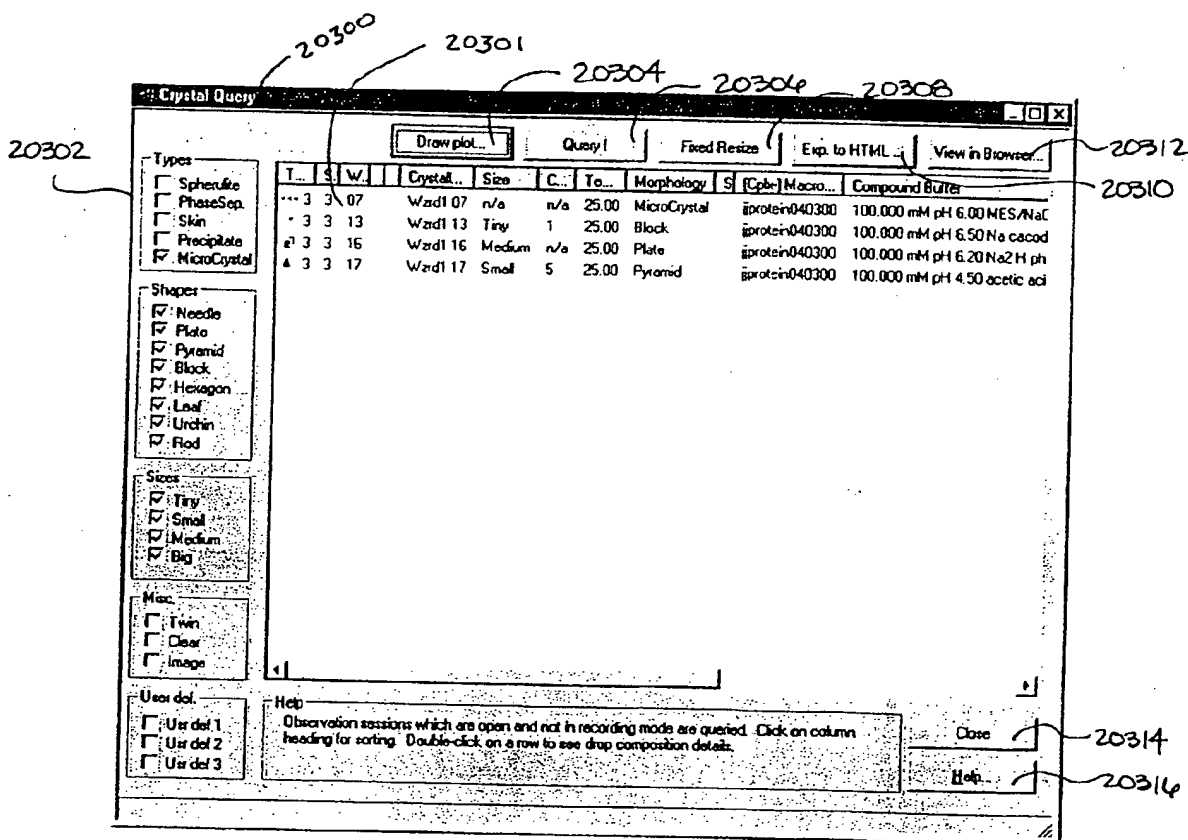 20300
20301
20304
20306
20308
Crystal Query
20302
20312
20310
Draw plot...
Query!
Fixed Resize
Exp. to HTML ...
View in Browser...
Types
Spherulite
PhaseSep.
Skin
Precipitate
MicroCrystal
T... S W. Crystall... Size C... Te... Morphology S [Cpbr] Macro... Compound Buffer
3 3 07 Wzrd1 07 n/a n/a 25.00 MicroCrystal jjprotein040300 100.000 mM pH 6.00 MES/NaC
3 3 13 Wzrd1 13 Tiny 1 25.00 Block jjprotein040300 100.000 mM pH 6.50 Na cacod
3 3 16 Wzrd1 16 Medium n/a 25.00 Plate jjprotein040300 100.000 mM pH 6.20 Na2 H ph
3 3 17 Wzrd1 17 Small 5 25.00 Pyramid jjprotein040300 100.000 mM pH 4.50 acetic aci
Shapes
Needle
Plate
Pyramid
Block
Hexagon
Leaf
Urchin
Rod
Sizes
Tiny
Small
Medium
Big
Misc.
Twin
Clear
Image
User def.
Usr def 1
Usr def 2
Usr def 3
Help
Observation sessions which are open and not in recording mode are queried. Click on column
heading for sorting. Double-click on a row to see drop composition details.
Close
20314
Help...
20316